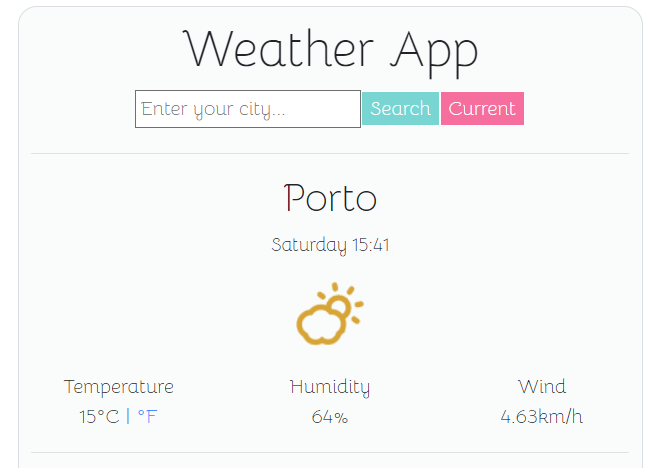 Weather App
Enter your city... Search Current
Porto
Saturday 15:41
Temperature Humidity Wind
15°C | °F 64% 4.63km/h